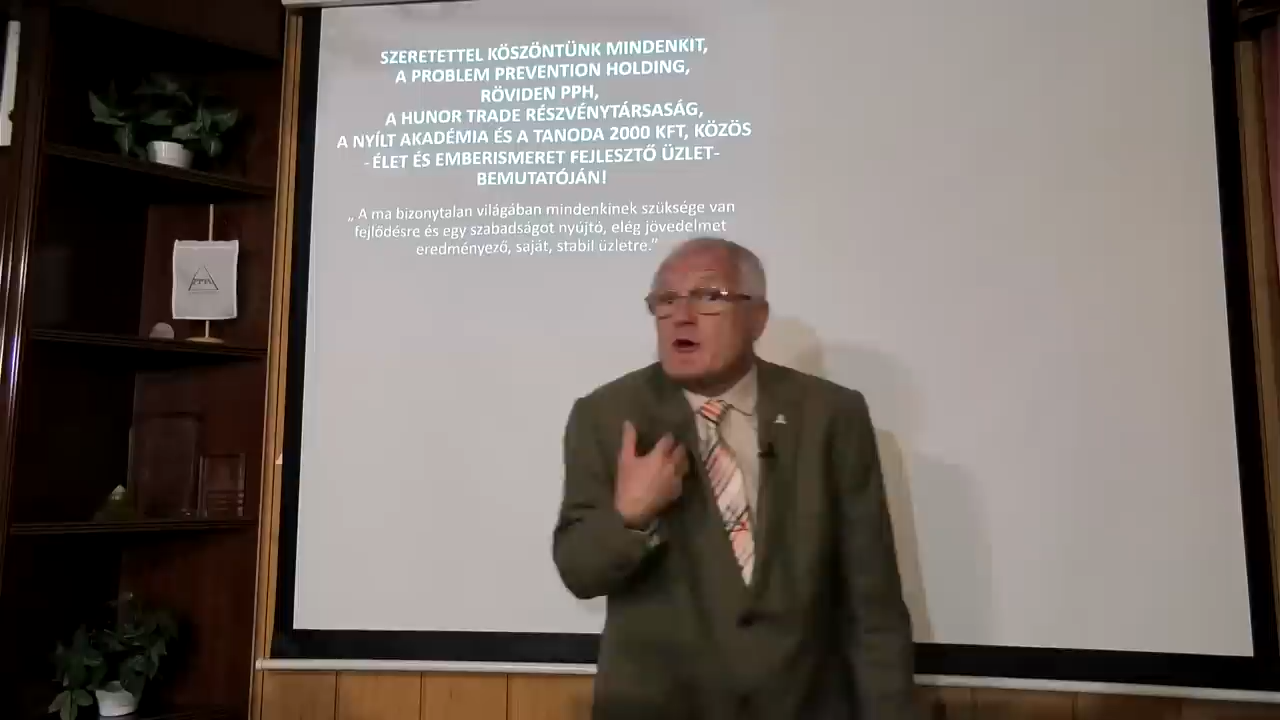 SZERETETTEL KÖSZÖNTÜNK MINDENKIT,
A PROBLEM PREVENTION HOLDING,
RÖVIDEN PPH,
A HUNOR TRADE RÉSZVÉNYTÁRSASÁG,
A NYÍLT AKADÉMIA ÉS A TANODA 2000 KFT, KÖZÖS
- ÉLET ÉS EMBERISMERET FEJLESZTŐ ÜZLET-
BEMUTATÓJÁN!
„ A ma bizonytalan világában mindenkinek szüksége van
fejlődésre és egy szabadságot nyújtó, elég jövedelmet
eredményező, saját, stabil üzletre.”